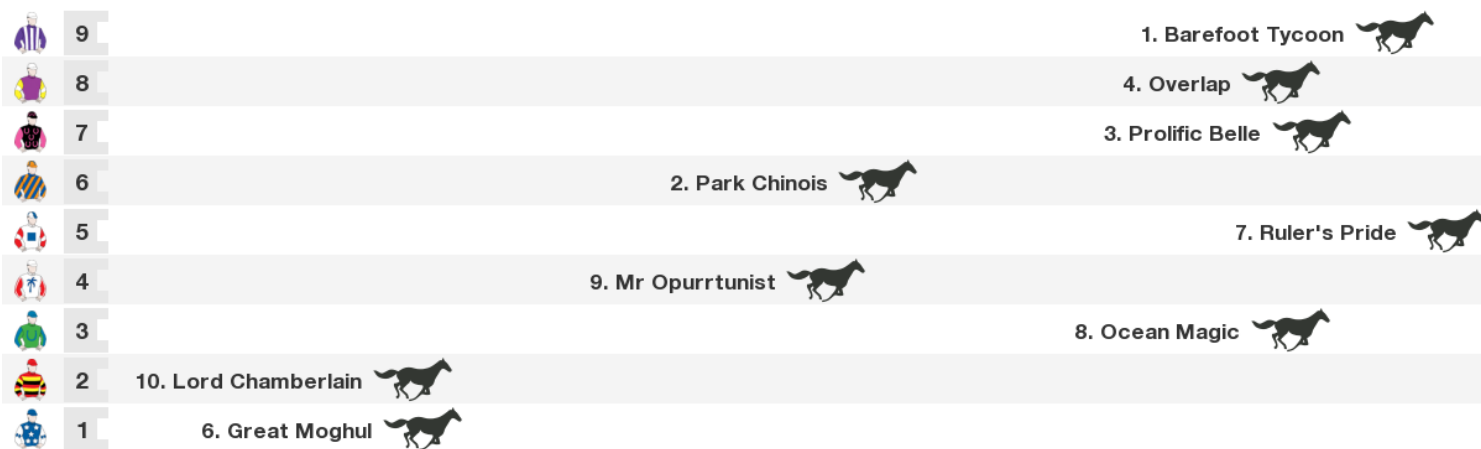 9 1. Barefoot Tycoon
8 4. Overlap
7 3. Prolific Belle
6 2. Park Chinois
5 7. Ruler's Pride
4 9. Mr Opurrtunist
3 8. Ocean Magic
2 10. Lord Chamberlain
1 6. Great Moghul